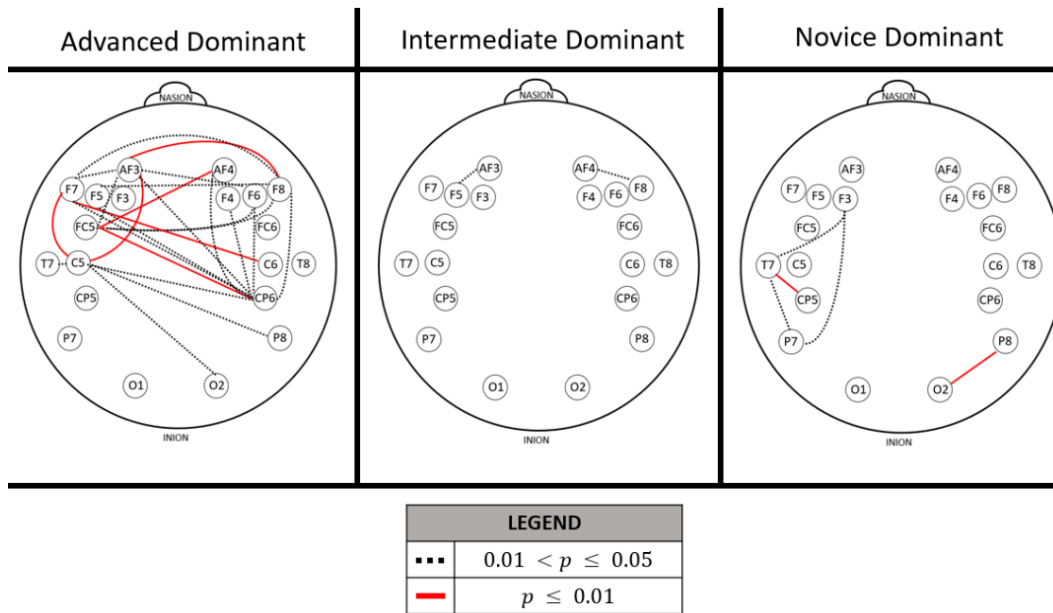 Advanced Dominant Intermediate Dominant Novice Dominant
NASION NASION NASION
AF3 AF4
F7 F5 F3 F4 F6 F8
FC5 FC6
T7 C5 C6 T8
CP5 CP6
P7 P8
O1 O2
INION
AF3 AF4
F7 F5 F3 F4 F6 F8
FC5 FC6
T7 C5 C6 T8
CP5 CP6
P7 P8
O1 O2
INION
AF3 AF4
F7 F5 F3 F4 F6 F8
FC5 FC6
T7 C5 C6 T8
CP5 CP6
P7 P8
O1 O2
INION
LEGEND
0.01 < p ≤ 0.05
p ≤ 0.01